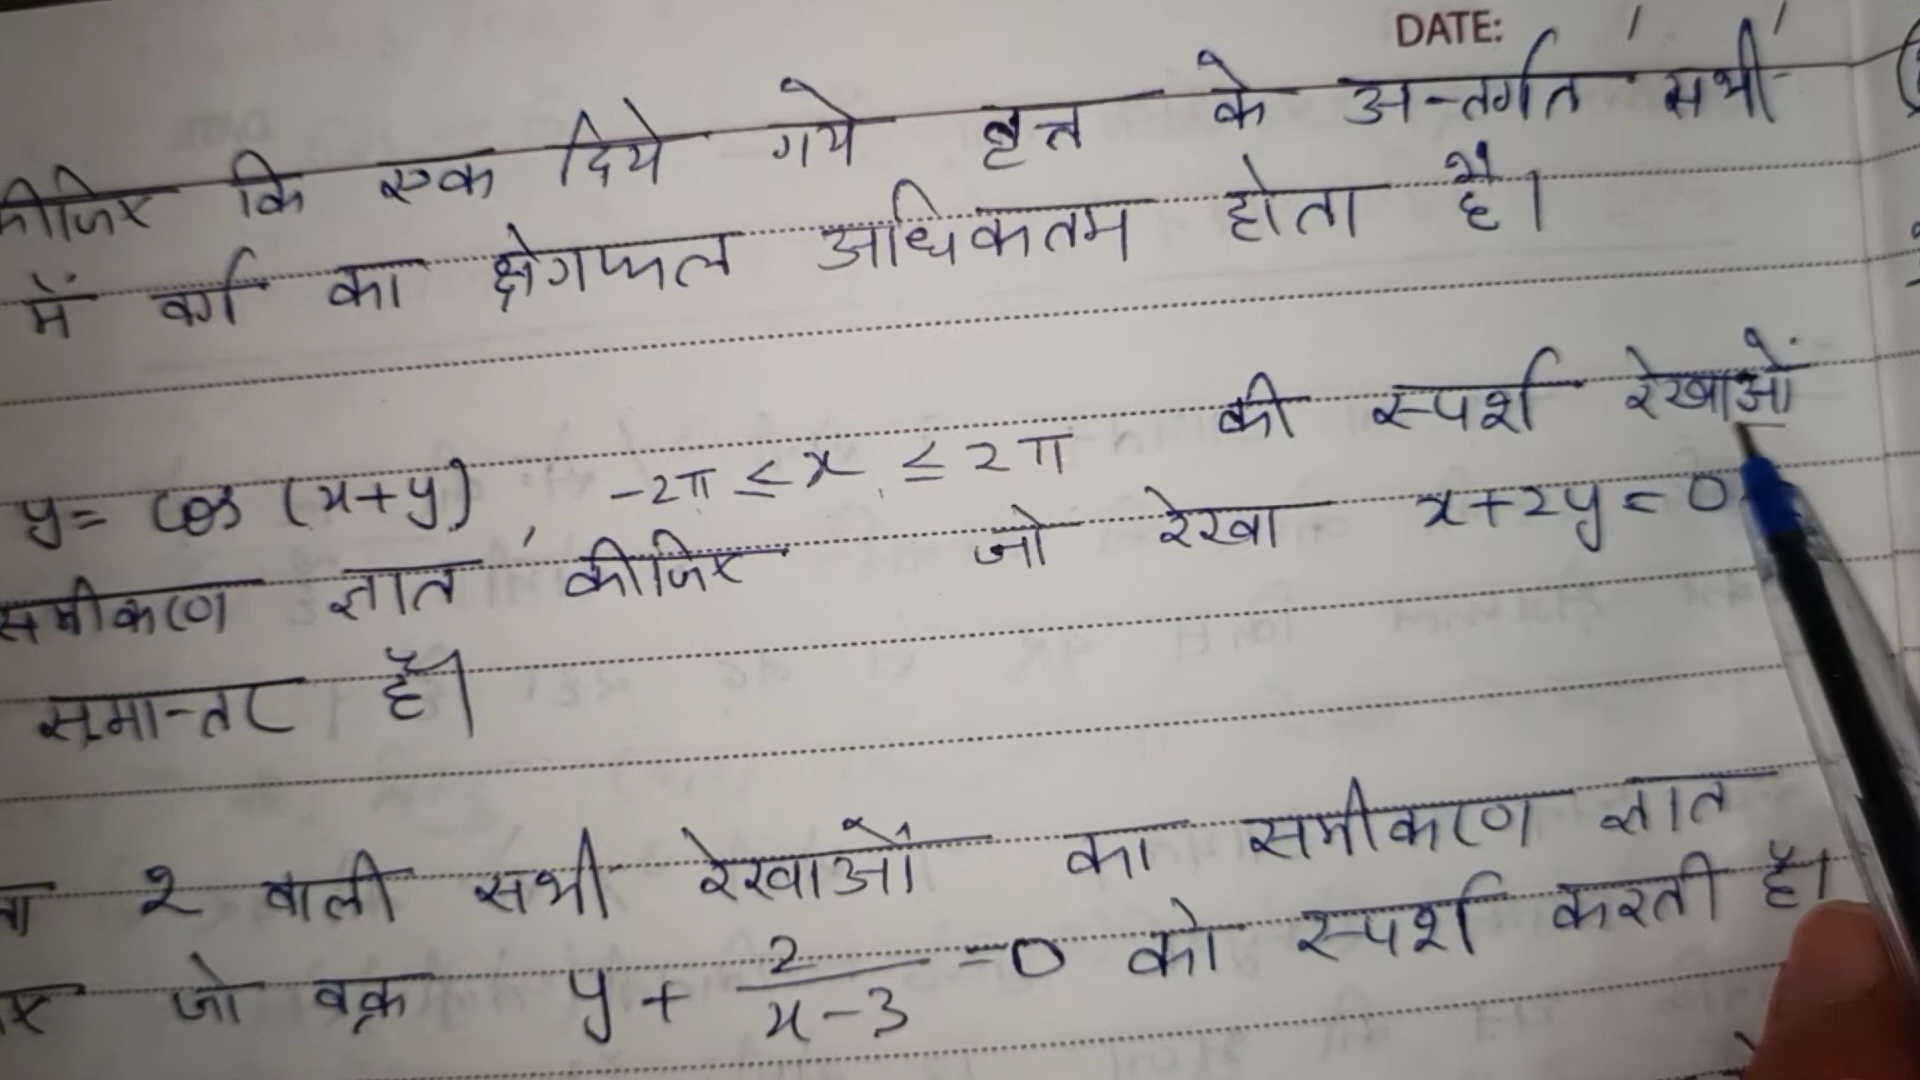 DATE: / /
कीजिए कि एक दिये गये वृत्त के अन्तर्गत सभी
में वर्ग का क्षेत्रफल अधिकतम होता है।
y = cos (x+y), -2π ≤ x ≤ 2π की स्पर्श रेखाओं
समीकरण ज्ञात कीजिए जो रेखा x+2y=0
समान्तर हैं।
2 वाली सभी रेखाओं का समीकरण ज्ञात
जो वक्र y + 2/(x-3) = 0 को स्पर्श करती हैं।